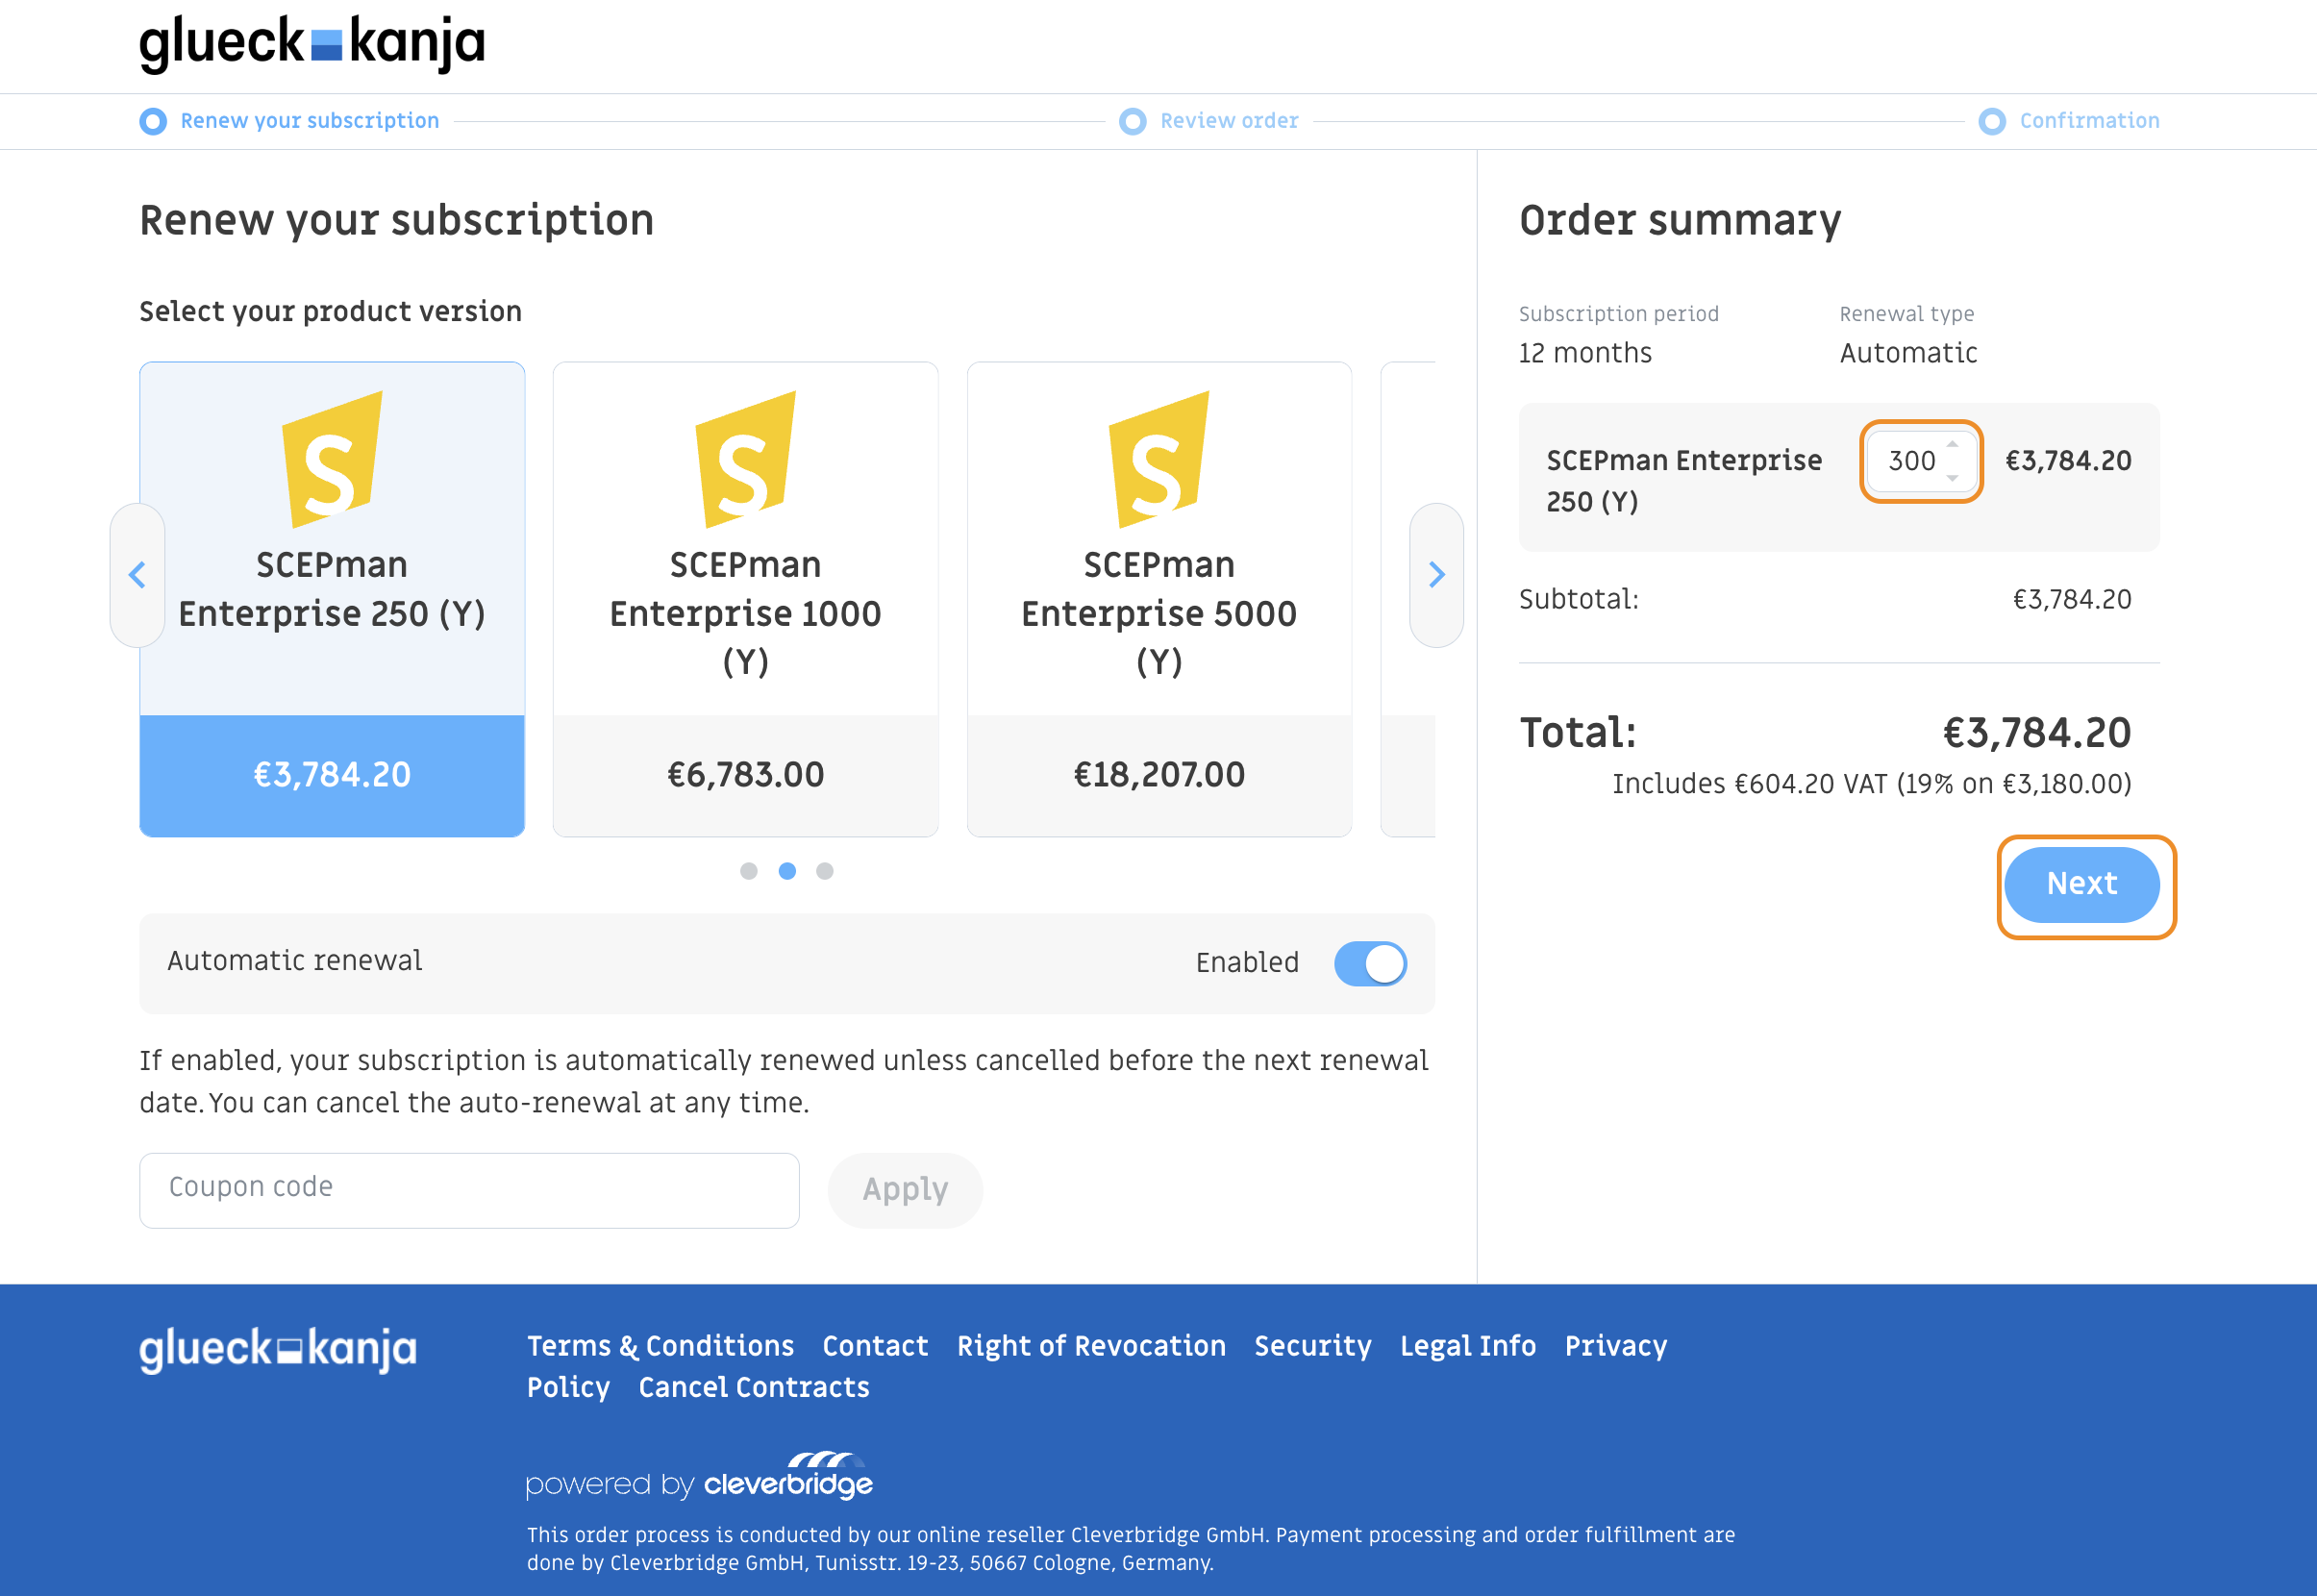 glueck kanja
Renew your subscription
Review order
Confirmation
Renew your subscription
Select your product version
S
SCEPman
Enterprise 250 (Y)
€3,784.20
S
SCEPman
Enterprise 1000
(Y)
€6,783.00
S
SCEPman
Enterprise 5000
(Y)
€18,207.00
Automatic renewal
Enabled
If enabled, your subscription is automatically renewed unless cancelled before the next renewal
date. You can cancel the auto-renewal at any time.
Coupon code
Apply
Order summary
Subscription period
12 months
Renewal type
Automatic
SCEPman Enterprise
250 (Y)
300
€3,784.20
Subtotal:
€3,784.20
Total:
€3,784.20
Includes €604.20 VAT (19% on €3,180.00)
Next
glueck kanja
Terms & Conditions Contact Right of Revocation Security Legal Info Privacy
Policy Cancel Contracts
powered by cleverbridge
This order process is conducted by our online reseller Cleverbridge GmbH. Payment processing and order fulfillment are
done by Cleverbridge GmbH, Tunisstr. 19-23, 50667 Cologne, Germany.